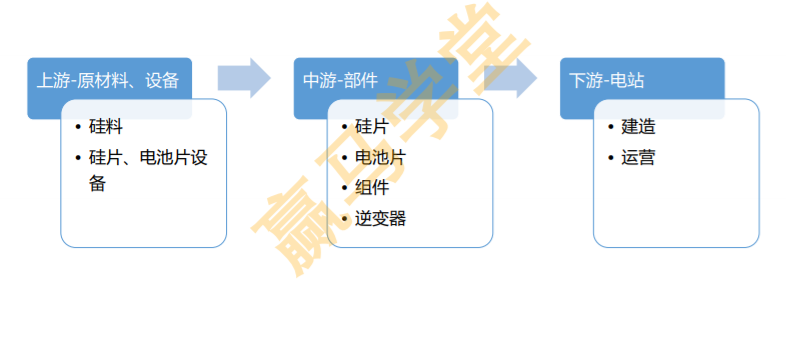 上游-原材料、设备
• 硅料
• 硅片、电池片设
备
中游-部件
• 硅片
• 电池片
• 组件
• 逆变器
下游-电站
• 建造
• 运营
赢马学堂